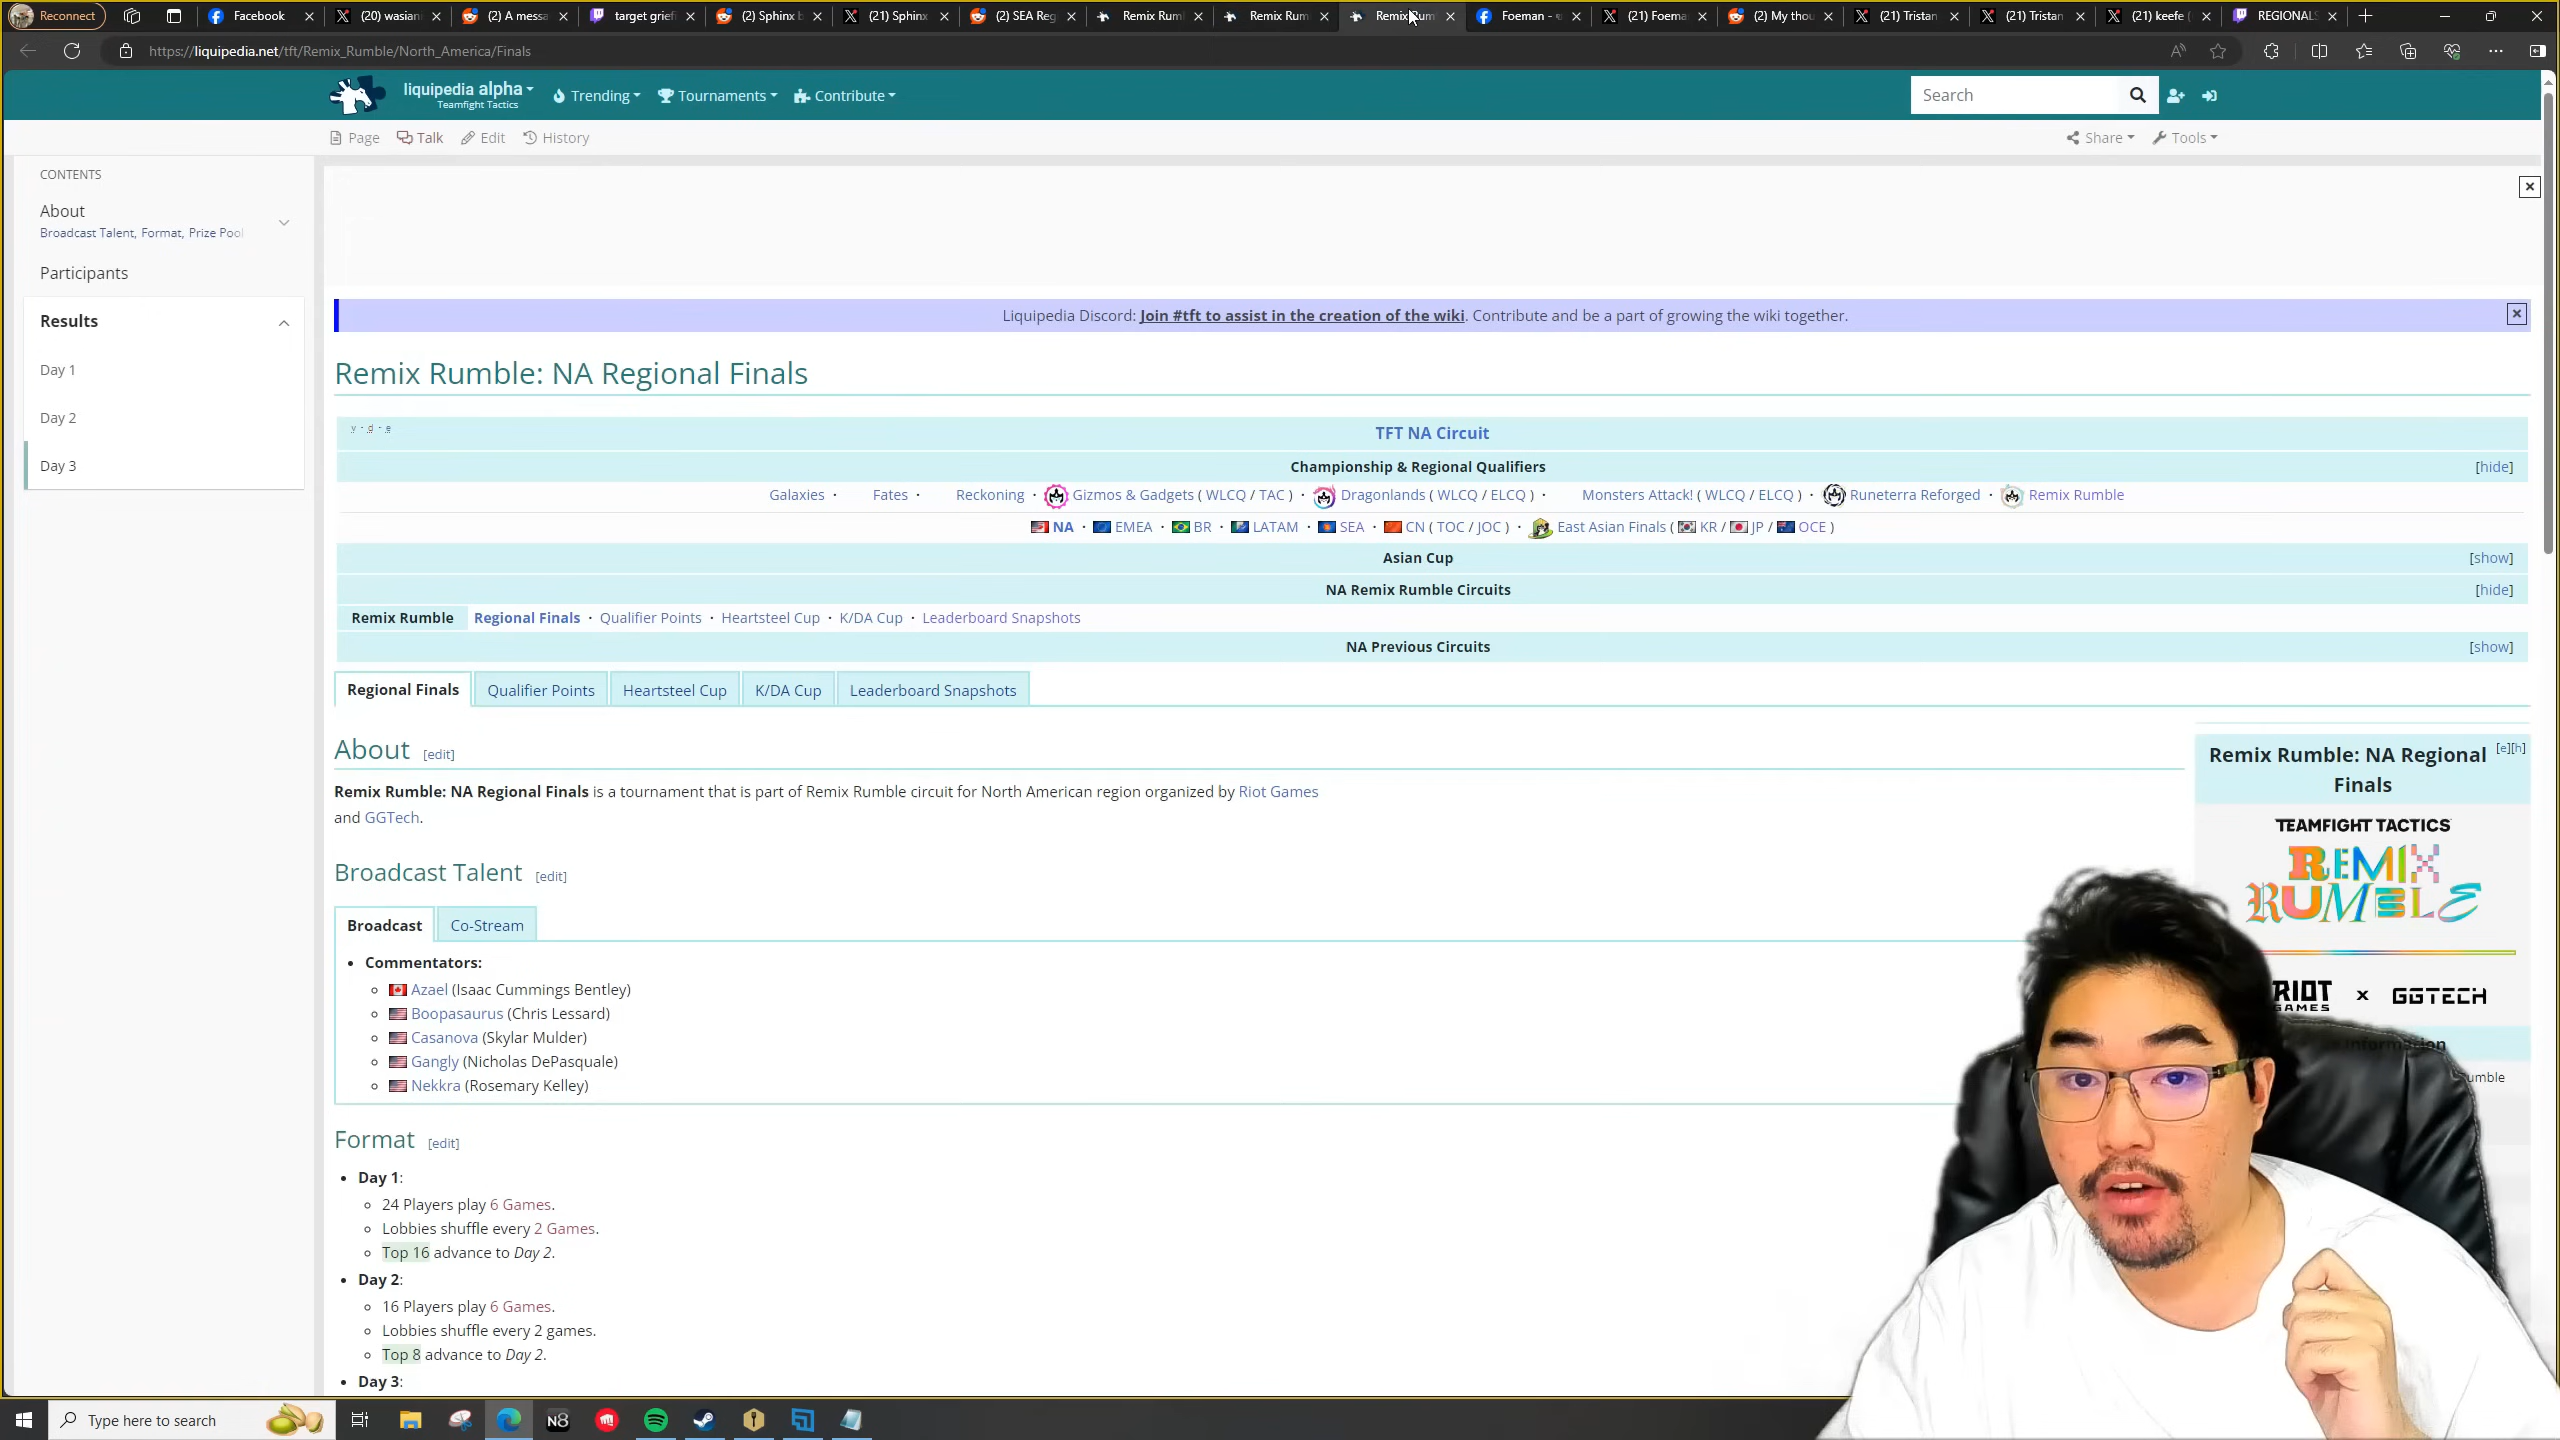 Reconnect
Facebook
(20) wasian
(2) A messa
target grief
(2) Sphinx b
(21) Sphinx
(2) SEA Reg
Remix Rum
Remix Rum
Remix Rum
Foeman -
(21) Foema
(2) My thou
(21) Tristan
(21) Tristan
(21) keefe (
REGIONALS
https://liquipedia.net/tft/Remix_Rumble/North_America/Finals
liquipedia alpha
Teamfight Tactics
Trending
Tournaments
Contribute
Search
Page
Talk
Edit
History
Share
Tools
CONTENTS
About
Broadcast Talent, Format, Prize Pool
Participants
Results
Day 1
Day 2
Day 3
Liquipedia Discord: Join #tft to assist in the creation of the wiki. Contribute and be a part of growing the wiki together.
Remix Rumble: NA Regional Finals
v · d · e
TFT NA Circuit
Championship & Regional Qualifiers
[hide]
Galaxies · Fates · Reckoning · Gizmos & Gadgets ( WLCQ / TAC ) · Dragonlands ( WLCQ / ELCQ ) · Monsters Attack! ( WLCQ / ELCQ ) · Runeterra Reforged · Remix Rumble
NA · EMEA · BR · LATAM · SEA · CN ( TOC / JOC ) · East Asian Finals ( KR / JP / OCE )
Asian Cup
[show]
NA Remix Rumble Circuits
[hide]
Remix Rumble Regional Finals · Qualifier Points · Heartsteel Cup · K/DA Cup · Leaderboard Snapshots
NA Previous Circuits
[show]
Regional Finals
Qualifier Points
Heartsteel Cup
K/DA Cup
Leaderboard Snapshots
About [edit]
Remix Rumble: NA Regional Finals is a tournament that is part of Remix Rumble circuit for North American region organized by Riot Games
and GGTech.
Broadcast Talent [edit]
Broadcast
Co-Stream
Commentators:
Azael (Isaac Cummings Bentley)
Boopasaurus (Chris Lessard)
Casanova (Skylar Mulder)
Gangly (Nicholas DePasquale)
Nekkra (Rosemary Kelley)
Format [edit]
Day 1:
24 Players play 6 Games.
Lobbies shuffle every 2 Games.
Top 16 advance to Day 2.
Day 2:
16 Players play 6 Games.
Lobbies shuffle every 2 games.
Top 8 advance to Day 2.
Day 3:
Remix Rumble: NA Regional
Finals
[e][h]
TEAMFIGHT TACTICS
REMIX
RUMBLE
RIOT
GAMES
x
GGTECH
Information
umble
Type here to search
N8